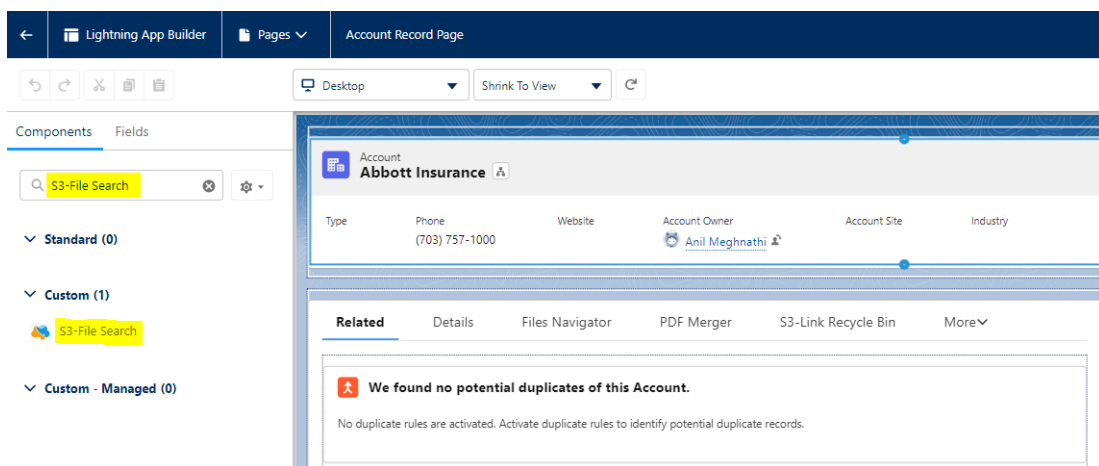 Lightning App Builder Pages Account Record Page
Desktop Shrink To View
Components Fields
S3-File Search
Standard (0)
Custom (1)
S3-File Search
Custom - Managed (0)
Account
Abbott Insurance
Type Phone Website Account Owner Account Site Industry
(703) 757-1000 Anil Meghnathi
Related Details Files Navigator PDF Merger S3-Link Recycle Bin More
We found no potential duplicates of this Account.
No duplicate rules are activated. Activate duplicate rules to identify potential duplicate records.